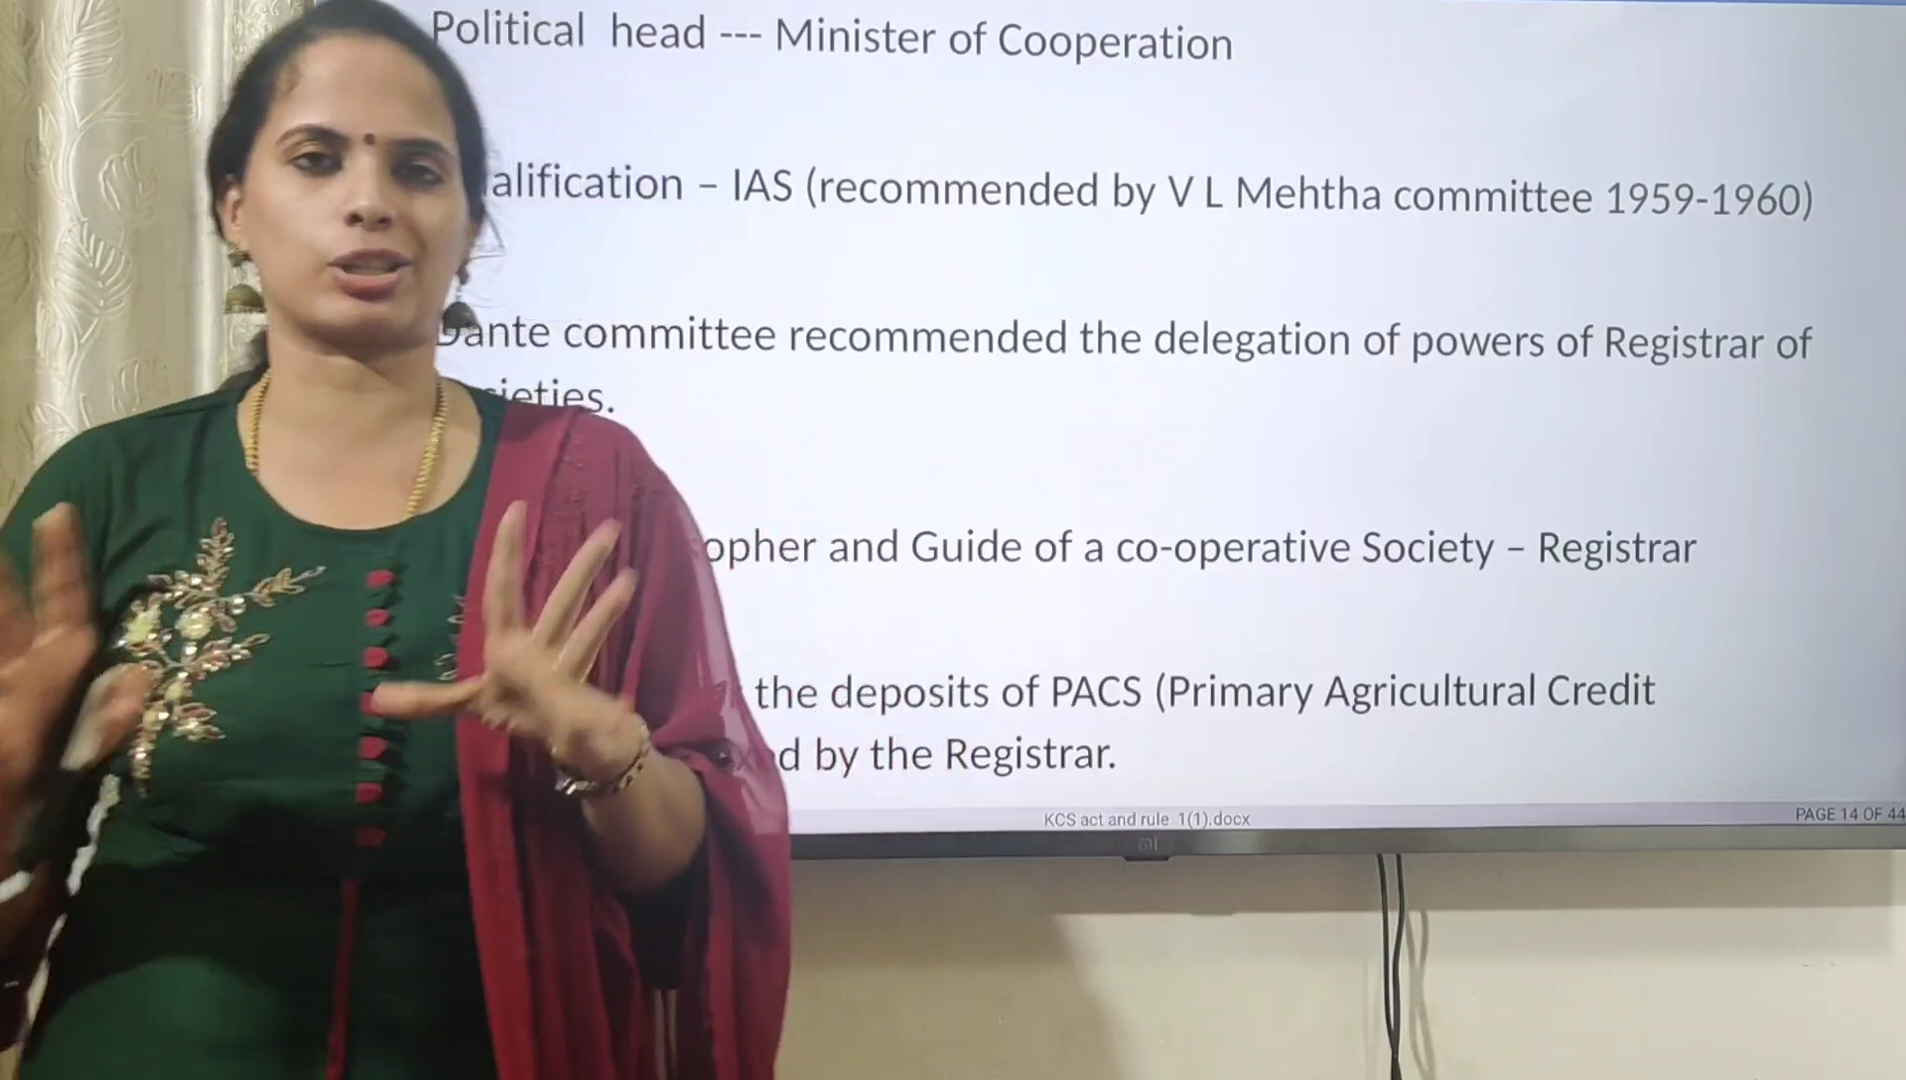 Political head --- Minister of Cooperation
alification – IAS (recommended by V L Mehtha committee 1959-1960)
committee recommended the delegation of powers of Registrar of
ieties.
opher and Guide of a co-operative Society – Registrar
the deposits of PACS (Primary Agricultural Credit
d by the Registrar.
KCS act and rule 1(1).docx
PAGE 14 OF 44
mi